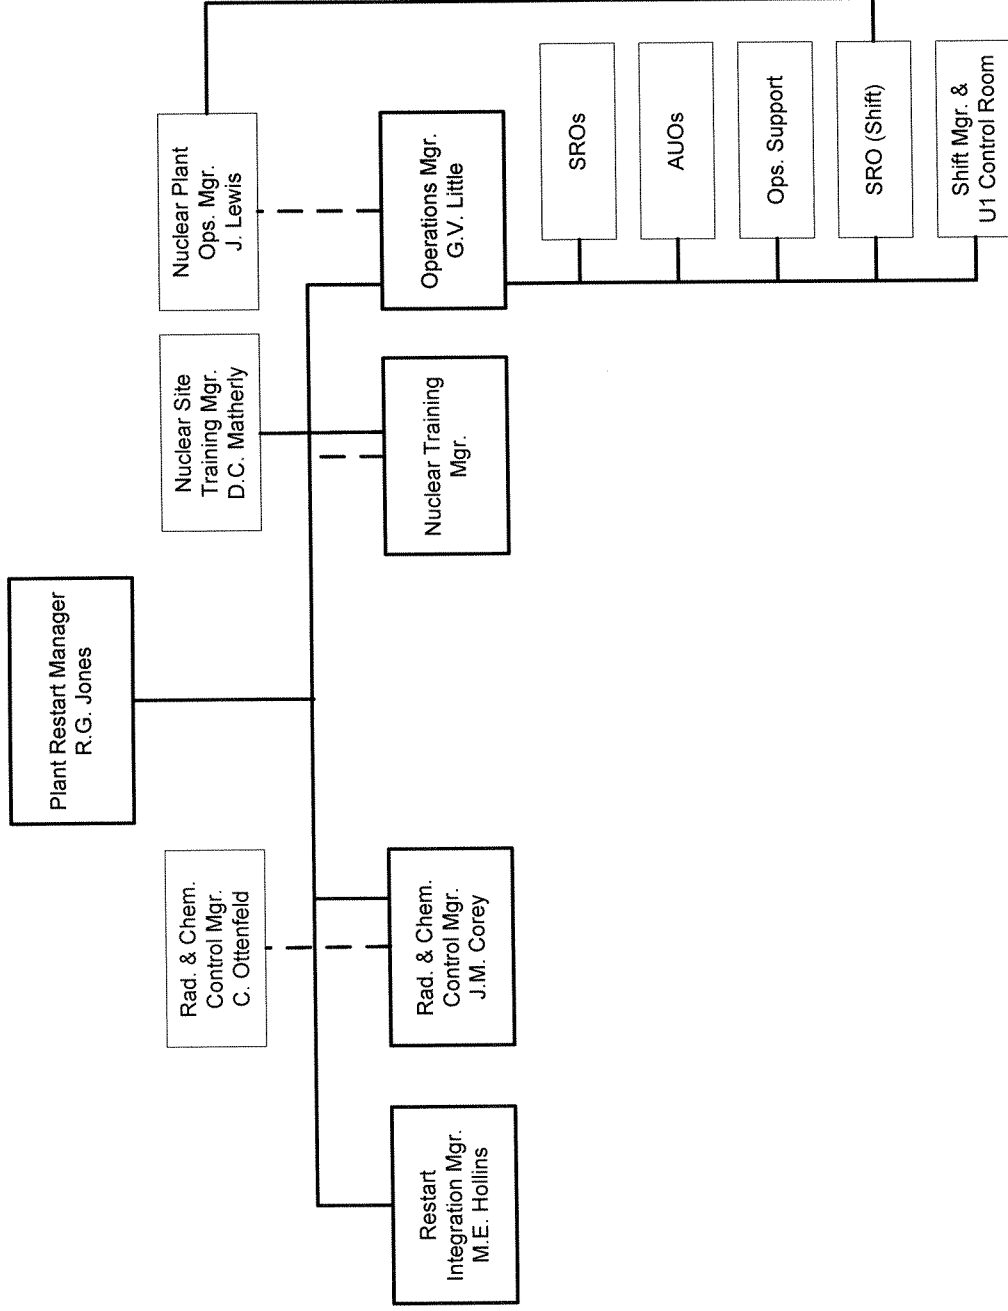 Plant Restart Manager
R.G. Jones
Rad. & Chem.
Control Mgr.
C. Ottenfeld
Nuclear Site
Training Mgr.
D.C. Matherly
Nuclear Plant
Ops. Mgr.
J. Lewis
Restart
Integration Mgr.
M.E. Hollins
Rad. & Chem.
Control Mgr.
J.M. Corey
Nuclear Training
Mgr.
Operations Mgr.
G.V. Little
SROs
AUOs
Ops. Support
SRO (Shift)
Shift Mgr. &
U1 Control Room